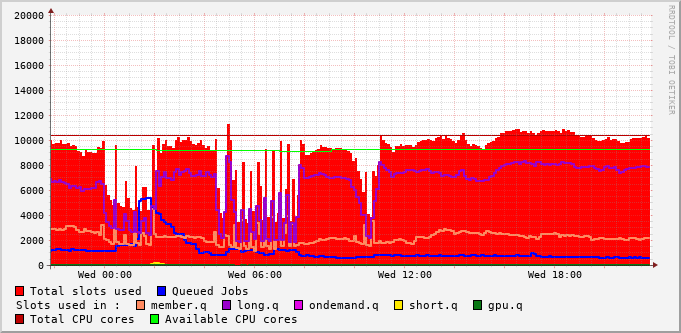 20000
18000
16000
14000
12000
10000
8000
6000
4000
2000
0
Wed 00:00 Wed 06:00 Wed 12:00 Wed 18:00
Total slots used Queued Jobs
Slots used in : member.q long.q ondemand.q short.q gpu.q
Total CPU cores Available CPU cores
RRDTOOL / TOBI OETIKER